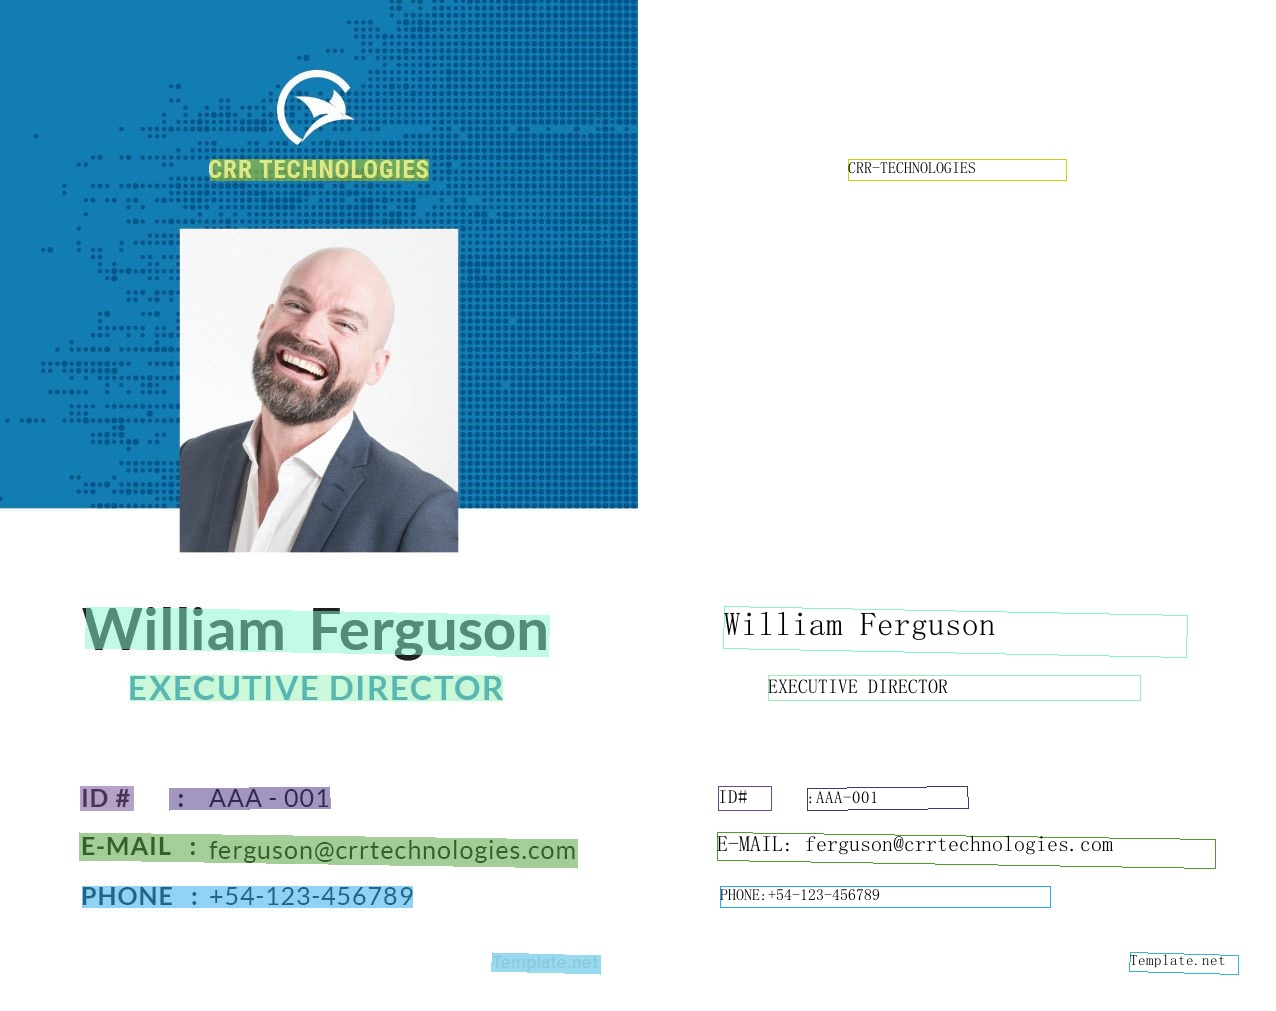 CRR TECHNOLOGIES
CRR-TECHNOLOGIES
William Ferguson
William Ferguson
EXECUTIVE DIRECTOR
EXECUTIVE DIRECTOR
ID # : AAA - 001
ID# :AAA-001
E-MAIL : ferguson@crrtechnologies.com
E-MAIL: ferguson@crrtechnologies.com
PHONE : +54-123-456789
PHONE:+54-123-456789
Template.net
Template.net